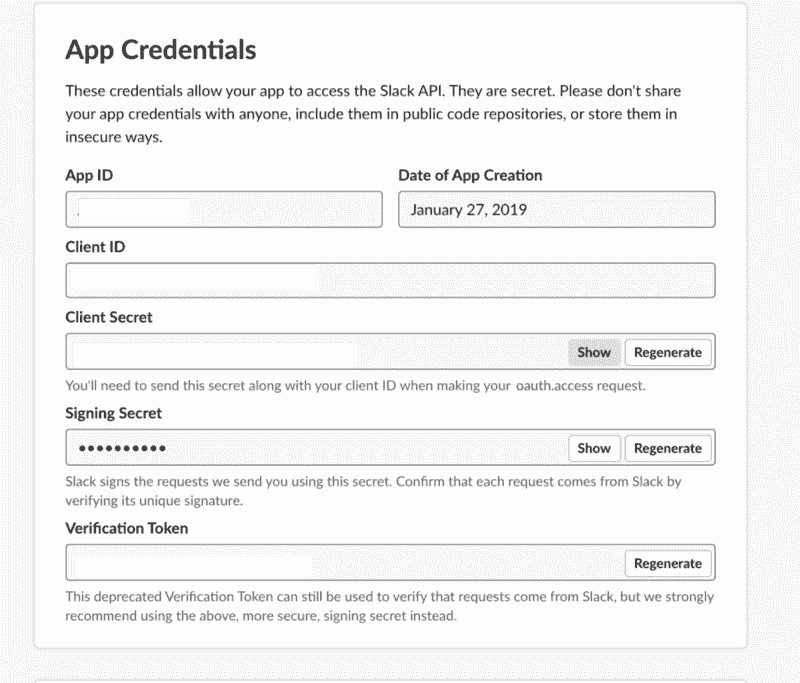 App Credentials
These credentials allow your app to access the Slack API. They are secret. Please don't share
your app credentials with anyone, include them in public code repositories, or store them in
insecure ways.
App ID
Date of App Creation
January 27, 2019
Client ID
Client Secret
Show Regenerate
You'll need to send this secret along with your client ID when making your oauth.access request.
Signing Secret
•••••••••• Show Regenerate
Slack signs the requests we send you using this secret. Confirm that each request comes from Slack by
verifying its unique signature.
Verification Token
Regenerate
This deprecated Verification Token can still be used to verify that requests come from Slack, but we strongly
recommend using the above, more secure, signing secret instead.